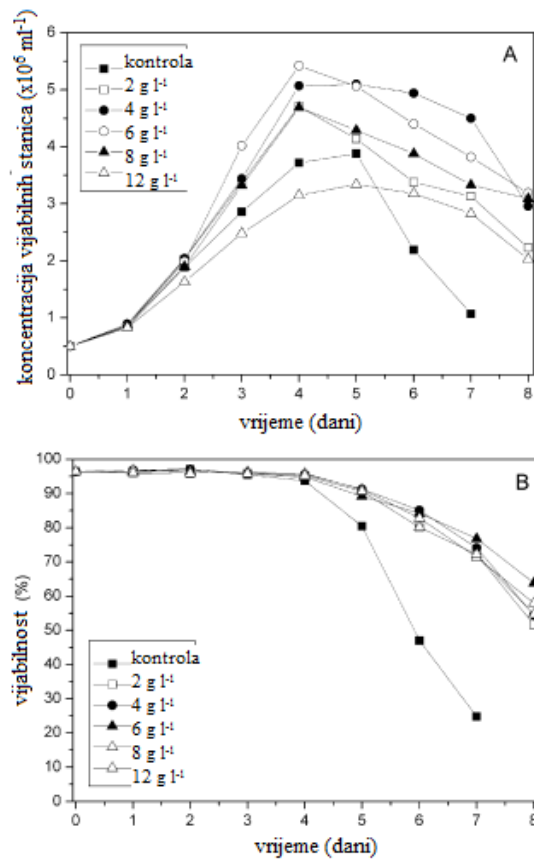 A
koncentracija vijabilnih stanica (x10⁶ ml⁻¹)
6
5
4
3
2
1
0
kontrola
2 g l⁻¹
4 g l⁻¹
6 g l⁻¹
8 g l⁻¹
12 g l⁻¹
0 1 2 3 4 5 6 7 8
vrijeme (dani)
B
vijabilnost (%)
100
90
80
70
60
50
40
30
20
10
0
kontrola
2 g l⁻¹
4 g l⁻¹
6 g l⁻¹
8 g l⁻¹
12 g l⁻¹
0 1 2 3 4 5 6 7 8
vrijeme (dani)